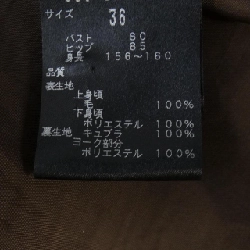 サイズ 36
バスト 80
ヒップ 85
身長 156~160
品質
表生地
上身頃
毛 100%
下身頃
ポリエステル 100%
裏生地 キュプラ 100%
ヨーク部分
ポリエステル 100%